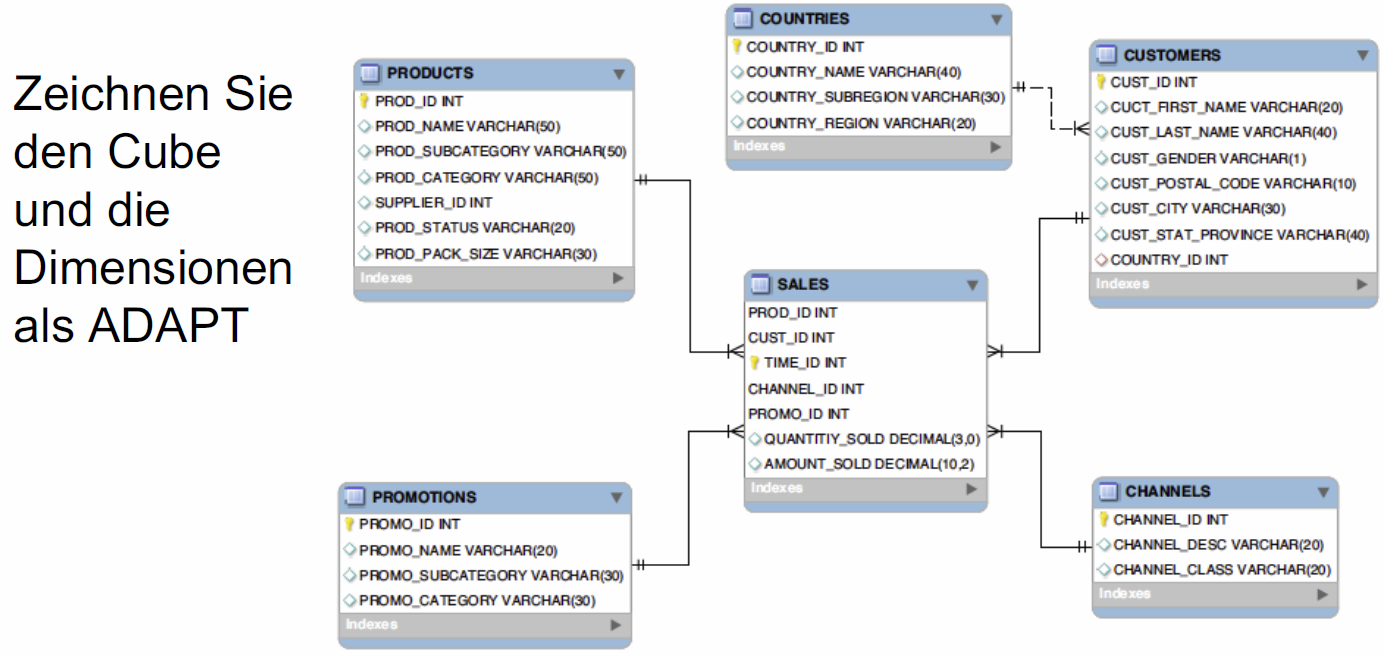 Zeichnen Sie
den Cube
und die
Dimensionen
als ADAPT
PRODUCTS
PROD_ID INT
PROD_NAME VARCHAR(50)
PROD_SUBCATEGORY VARCHAR(50)
PROD_CATEGORY VARCHAR(50)
SUPPLIER_ID INT
PROD_STATUS VARCHAR(20)
PROD_PACK_SIZE VARCHAR(30)
Indexes
COUNTRIES
COUNTRY_ID INT
COUNTRY_NAME VARCHAR(40)
COUNTRY_SUBREGION VARCHAR(30)
COUNTRY_REGION VARCHAR(20)
Indexes
CUSTOMERS
CUST_ID INT
CUCT_FIRST_NAME VARCHAR(20)
CUST_LAST_NAME VARCHAR(40)
CUST_GENDER VARCHAR(1)
CUST_POSTAL_CODE VARCHAR(10)
CUST_CITY VARCHAR(30)
CUST_STAT_PROVINCE VARCHAR(40)
COUNTRY_ID INT
Indexes
SALES
PROD_ID INT
CUST_ID INT
TIME_ID INT
CHANNEL_ID INT
PROMO_ID INT
QUANTITIY_SOLD DECIMAL(3,0)
AMOUNT_SOLD DECIMAL(10,2)
Indexes
PROMOTIONS
PROMO_ID INT
PROMO_NAME VARCHAR(20)
PROMO_SUBCATEGORY VARCHAR(30)
PROMO_CATEGORY VARCHAR(30)
Indexes
CHANNELS
CHANNEL_ID INT
CHANNEL_DESC VARCHAR(20)
CHANNEL_CLASS VARCHAR(20)
Indexes